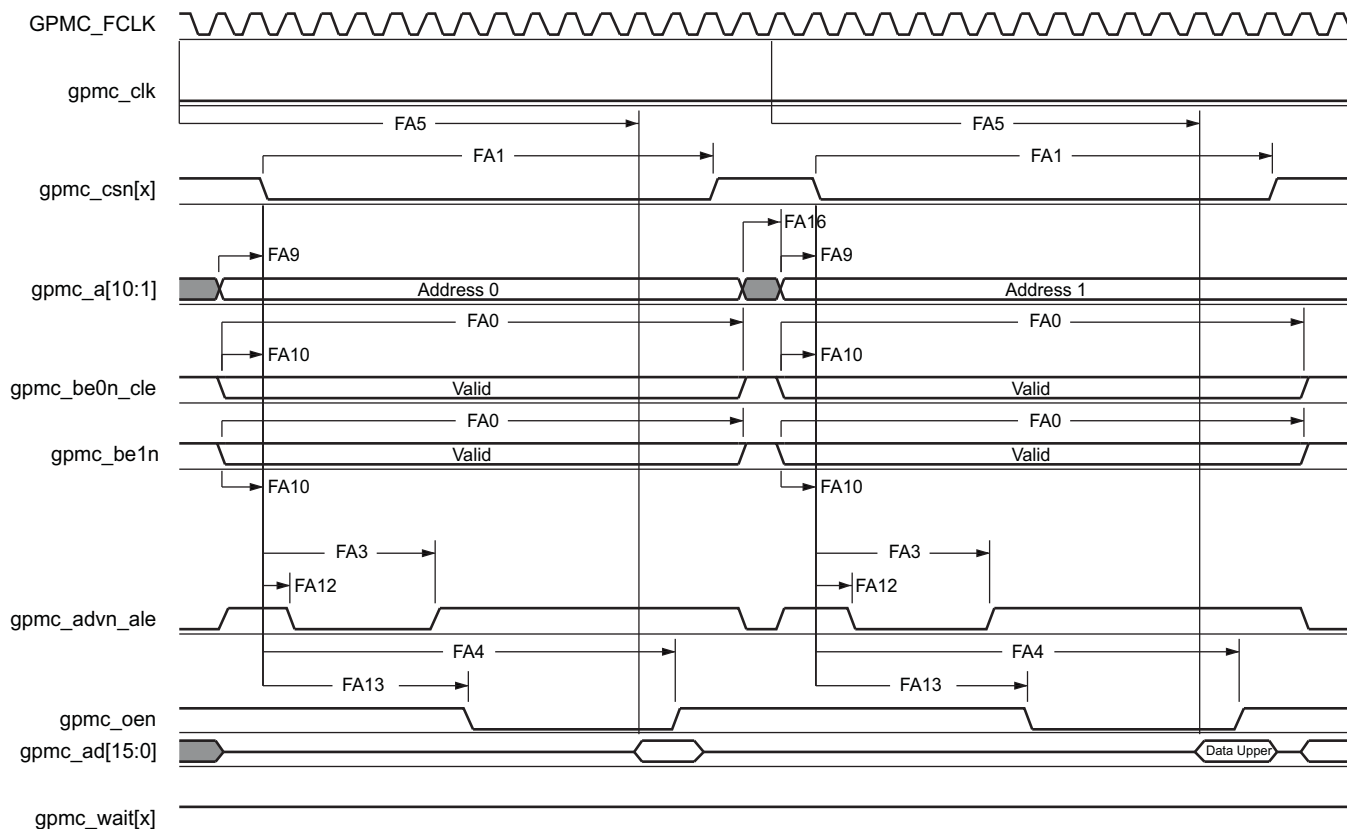 GPMC_FCLK
gpmc_clk
FA5 FA5
FA1 FA1
gpmc_csn[x]
FA16
FA9 FA9
gpmc_a[10:1] Address 0 Address 1
FA0 FA0
FA10 FA10
gpmc_be0n_cle Valid Valid
FA0 FA0
gpmc_be1n Valid Valid
FA10 FA10
FA3 FA3
FA12 FA12
gpmc_advn_ale
FA4 FA4
FA13 FA13
gpmc_oen
gpmc_ad[15:0] Data Upper
gpmc_wait[x]